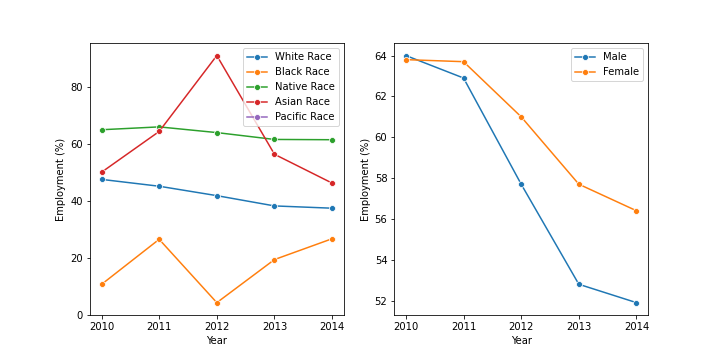 White Race
Black Race
Native Race
Asian Race
Pacific Race
80
60
40
20
0
Employment (%)
2010 2011 2012 2013 2014
Year
Male
Female
64
62
60
58
56
54
52
Employment (%)
2010 2011 2012 2013 2014
Year